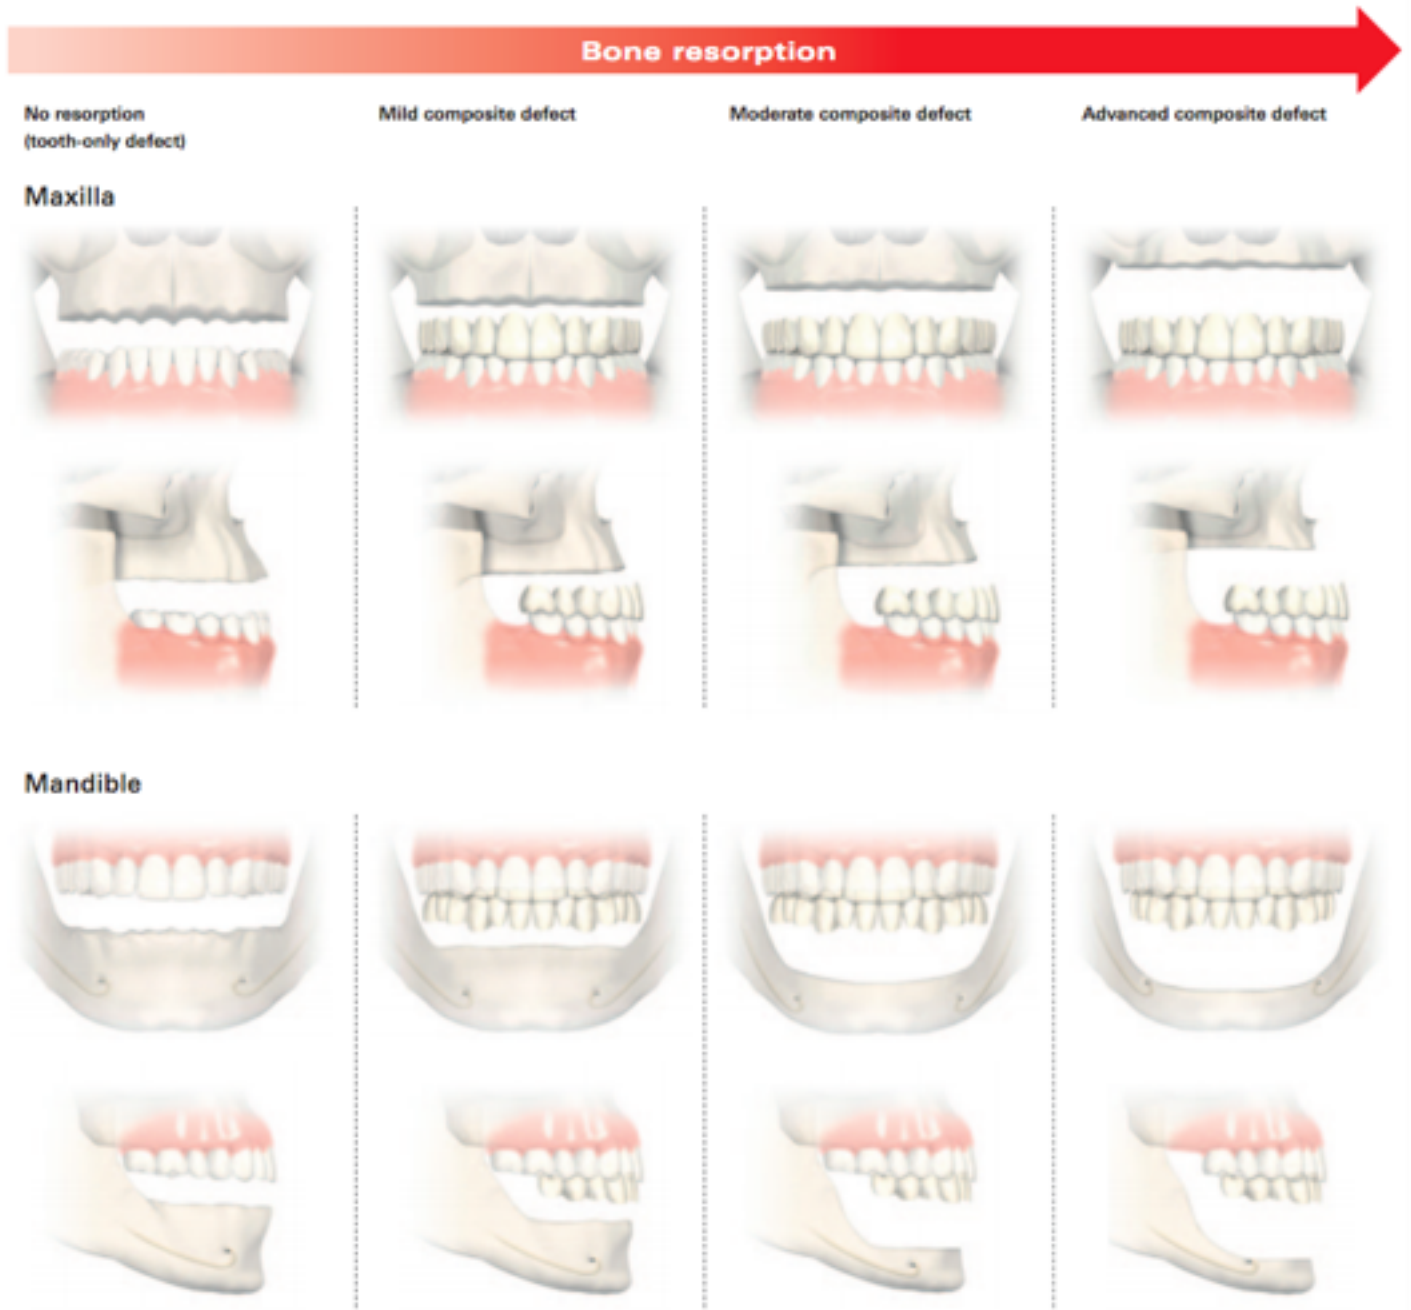 Bone resorption
No resorption
(tooth-only defect)
Mild composite defect
Moderate composite defect
Advanced composite defect
Maxilla
Mandible